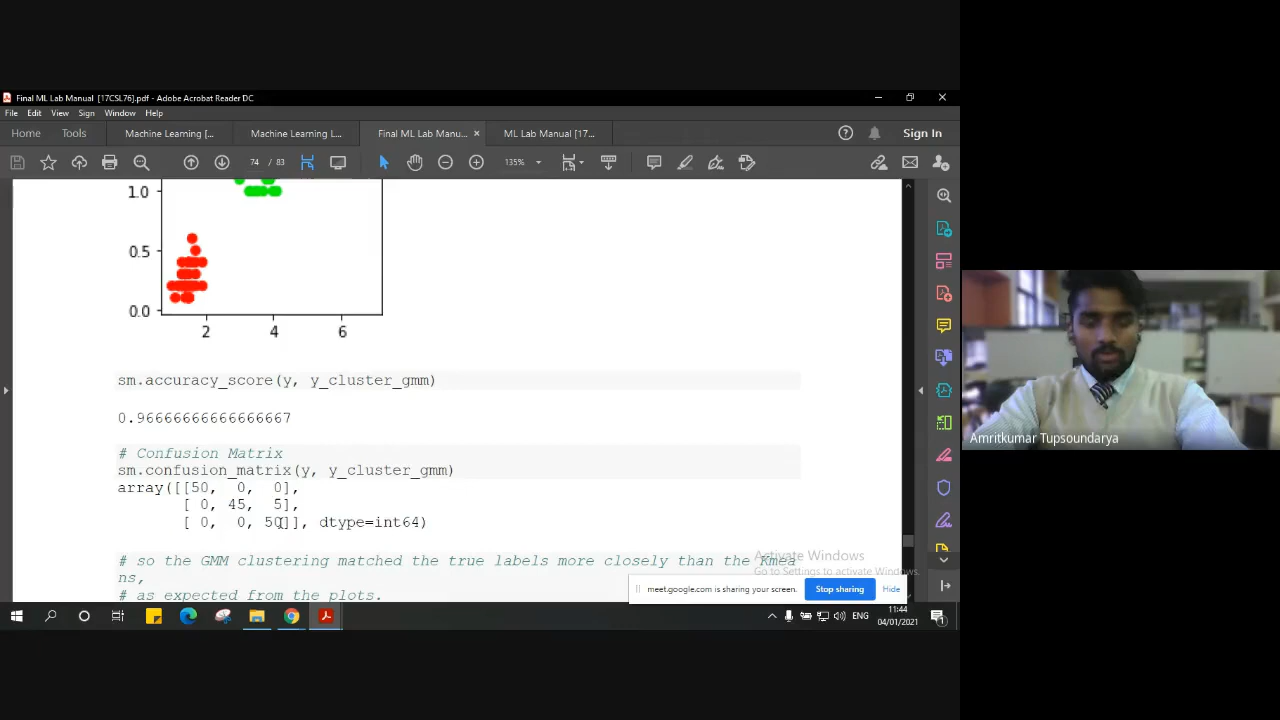 Final ML Lab Manual [17CSL76].pdf - Adobe Acrobat Reader DC
File Edit View Sign Window Help
Home Tools Machine Learning [... Machine Learning L... Final ML Lab Manu... × ML Lab Manual [17... Sign In
74 / 83 135%
1.0
0.5
0.0
2 4 6
sm.accuracy_score(y, y_cluster_gmm)
0.96666666666666667
# Confusion Matrix
sm.confusion_matrix(y, y_cluster_gmm)
array([[50, 0, 0],
[ 0, 45, 5],
[ 0, 0, 50]], dtype=int64)
# so the GMM clustering matched the true labels more closely than the Kmea
ns,
# as expected from the plots.
Activate Windows
Go to Settings to activate Windows.
meet.google.com is sharing your screen. Stop sharing Hide
ENG
11:44
04/01/2021
Amritkumar Tupsoundarya